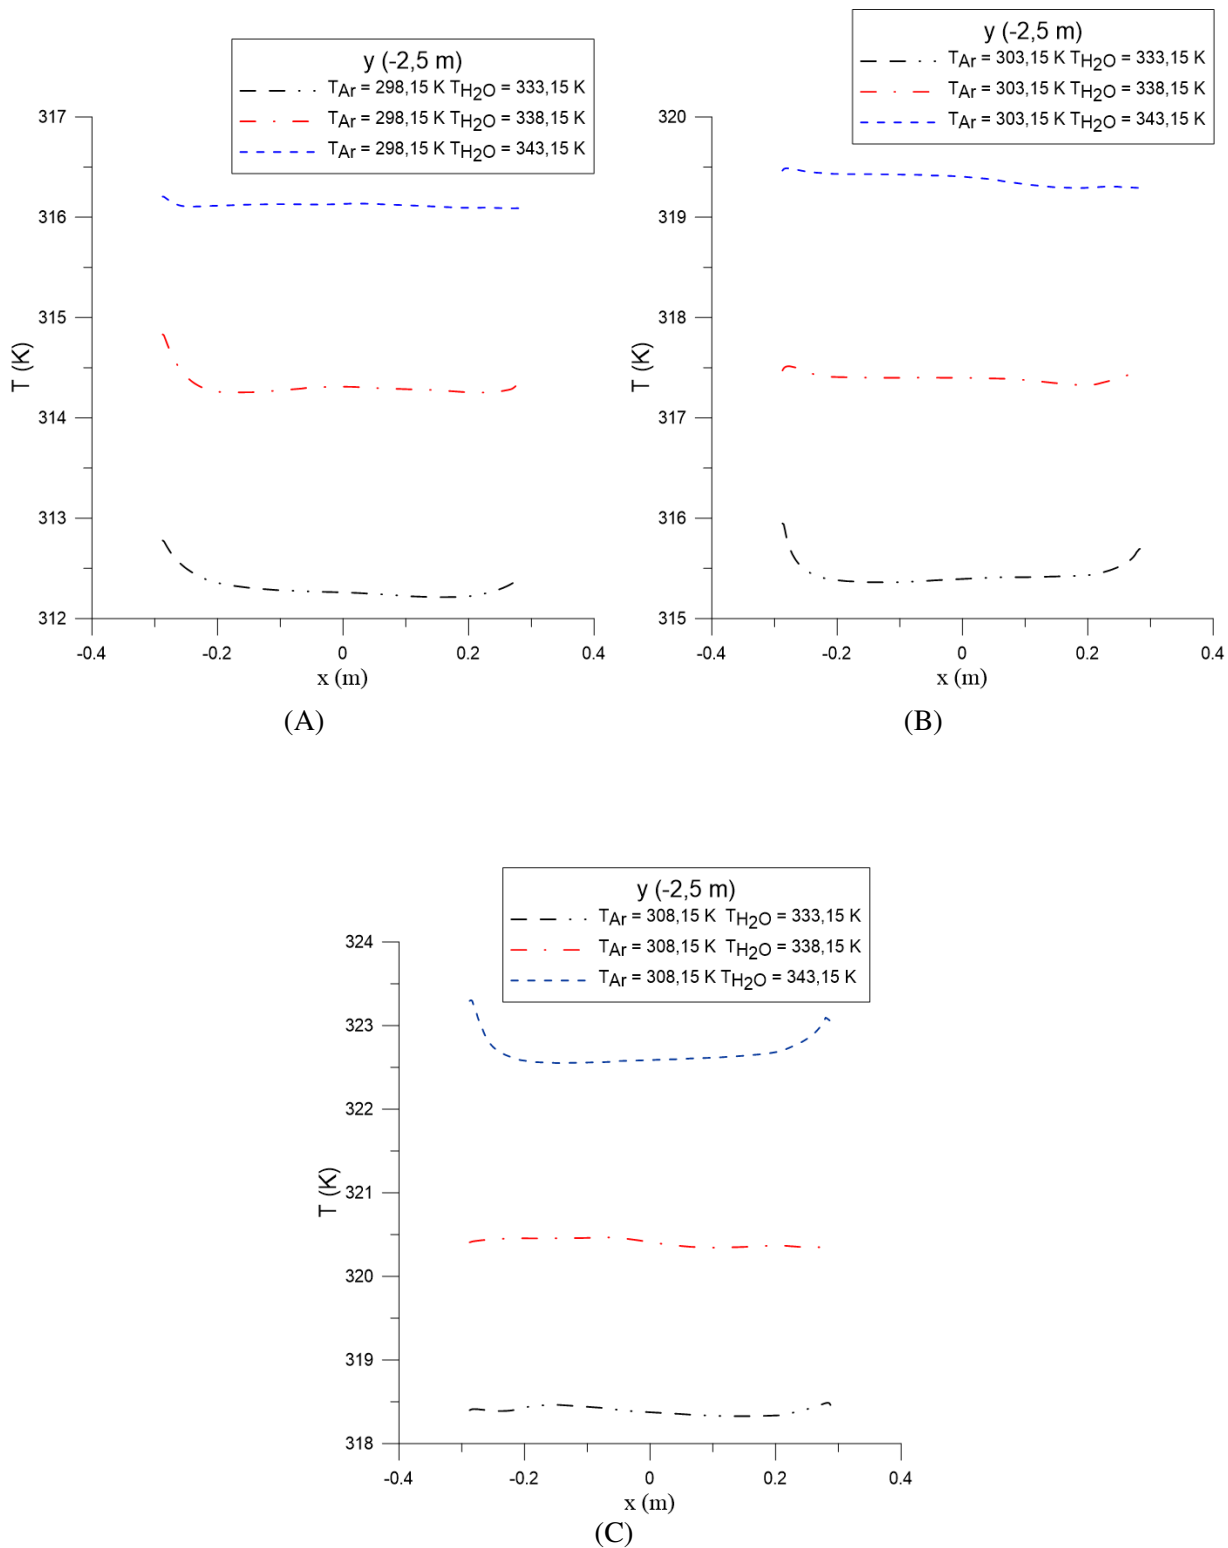 y (-2,5 m)
TAr = 298,15 K TH2O = 333,15 K
TAr = 298,15 K TH2O = 338,15 K
TAr = 298,15 K TH2O = 343,15 K
317
316
315
314
313
312
T (K)
-0.4 -0.2 0 0.2 0.4
x (m)
(A)
y (-2,5 m)
TAr = 303,15 K TH2O = 333,15 K
TAr = 303,15 K TH2O = 338,15 K
TAr = 303,15 K TH2O = 343,15 K
320
319
318
317
316
315
T (K)
-0.4 -0.2 0 0.2 0.4
x (m)
(B)
y (-2,5 m)
TAr = 308,15 K TH2O = 333,15 K
TAr = 308,15 K TH2O = 338,15 K
TAr = 308,15 K TH2O = 343,15 K
324
323
322
321
320
319
318
T (K)
-0.4 -0.2 0 0.2 0.4
x (m)
(C)